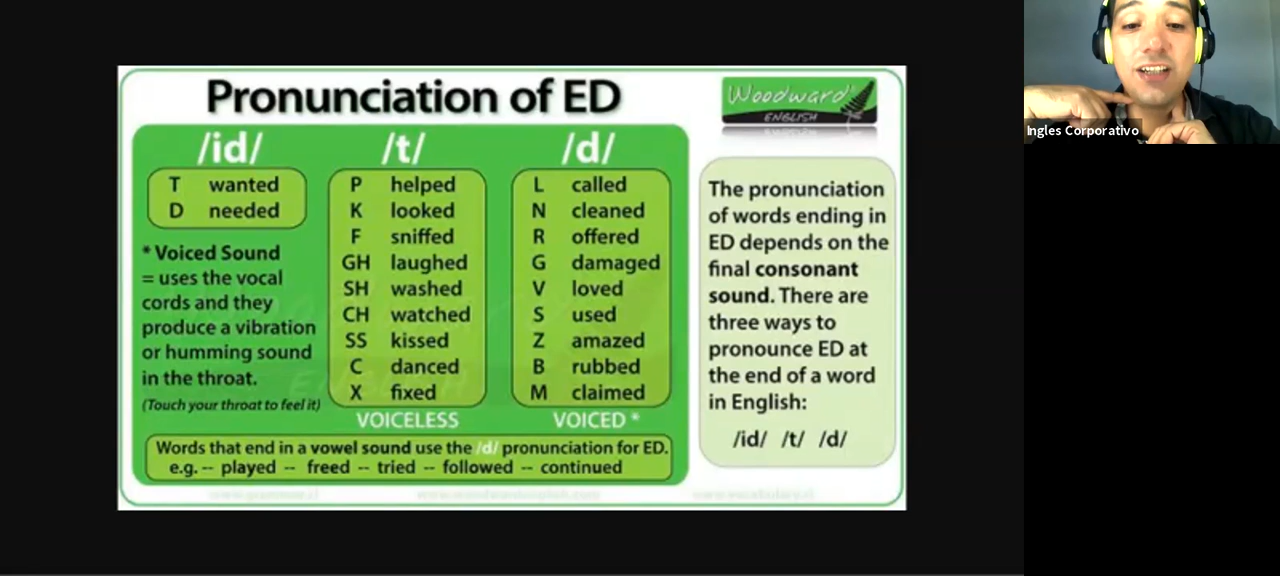 Pronunciation of ED
Woodward
ENGLISH
/id/
T wanted
D needed
* Voiced Sound
= uses the vocal
cords and they
produce a vibration
or humming sound
in the throat.
(Touch your throat to feel it)
/t/
P helped
K looked
F sniffed
GH laughed
SH washed
CH watched
SS kissed
C danced
X fixed
VOICELESS
/d/
L called
N cleaned
R offered
G damaged
V loved
S used
Z amazed
B rubbed
M claimed
VOICED *
Words that end in a vowel sound use the /d/ pronunciation for ED.
e.g. -- played -- freed -- tried -- followed -- continued
The pronunciation
of words ending in
ED depends on the
final consonant
sound. There are
three ways to
pronounce ED at
the end of a word
in English:
/id/ /t/ /d/
Ingles Corporativo